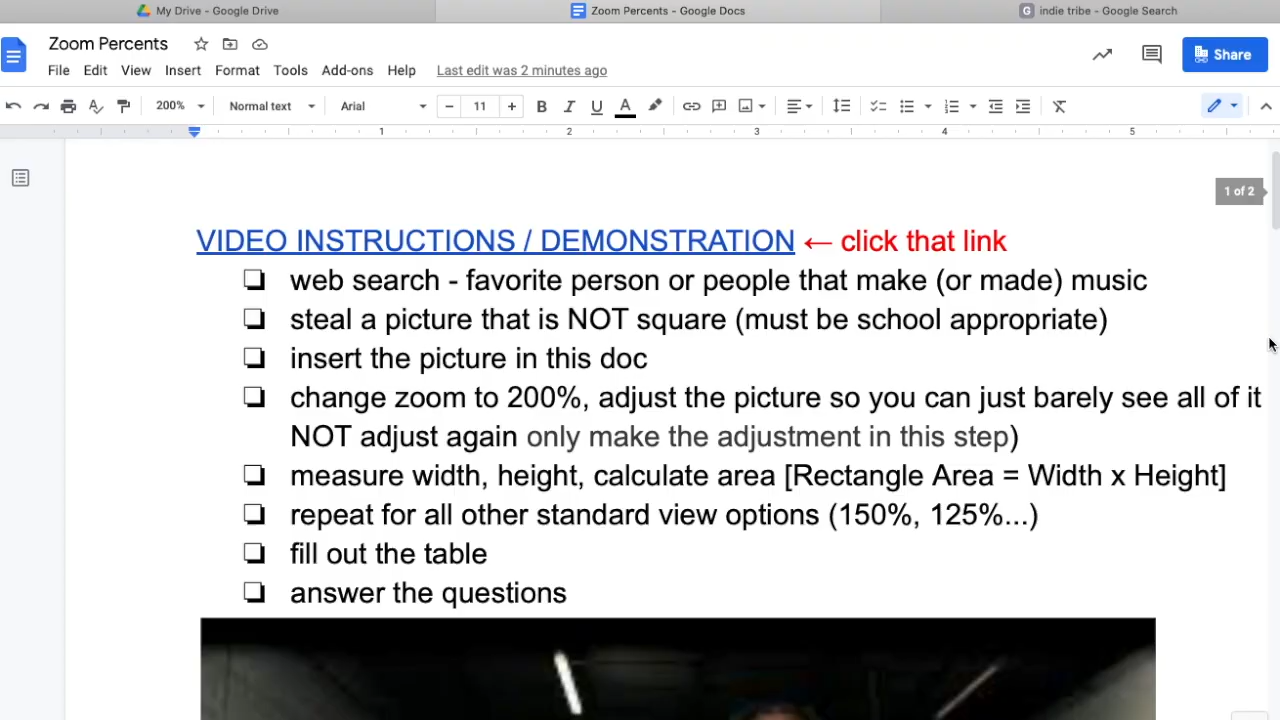 My Drive - Google Drive
Zoom Percents - Google Docs
G indie tribe - Google Search
Zoom Percents
Share
File Edit View Insert Format Tools Add-ons Help Last edit was 2 minutes ago
200% Normal text Arial 11 B I U A
1 2 3 4 5
1 of 2
VIDEO INSTRUCTIONS / DEMONSTRATION ← click that link
❏ web search - favorite person or people that make (or made) music
❏ steal a picture that is NOT square (must be school appropriate)
❏ insert the picture in this doc
❏ change zoom to 200%, adjust the picture so you can just barely see all of it
NOT adjust again only make the adjustment in this step)
❏ measure width, height, calculate area [Rectangle Area = Width x Height]
❏ repeat for all other standard view options (150%, 125%...)
❏ fill out the table
❏ answer the questions